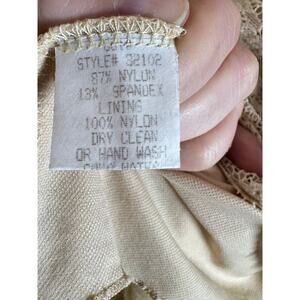 STYLE# 32102
87% NYLON
13% SPANDEX
LINING
100% NYLON
DRY CLEAN
OR HAND WASH